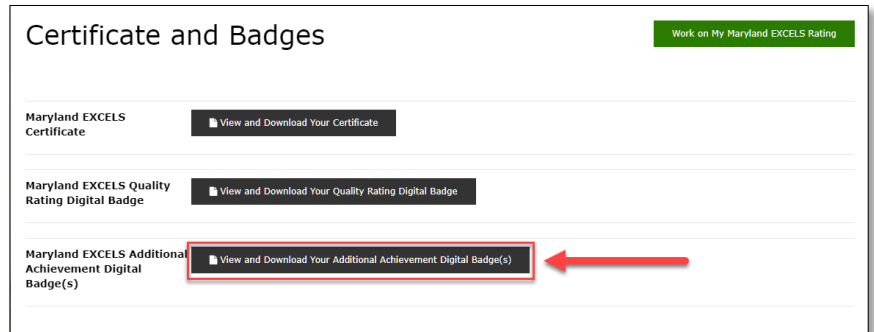 Certificate and Badges
Work on My Maryland EXCELS Rating
Maryland EXCELS
Certificate
View and Download Your Certificate
Maryland EXCELS Quality
Rating Digital Badge
View and Download Your Quality Rating Digital Badge
Maryland EXCELS Additional
Achievement Digital
Badge(s)
View and Download Your Additional Achievement Digital Badge(s)